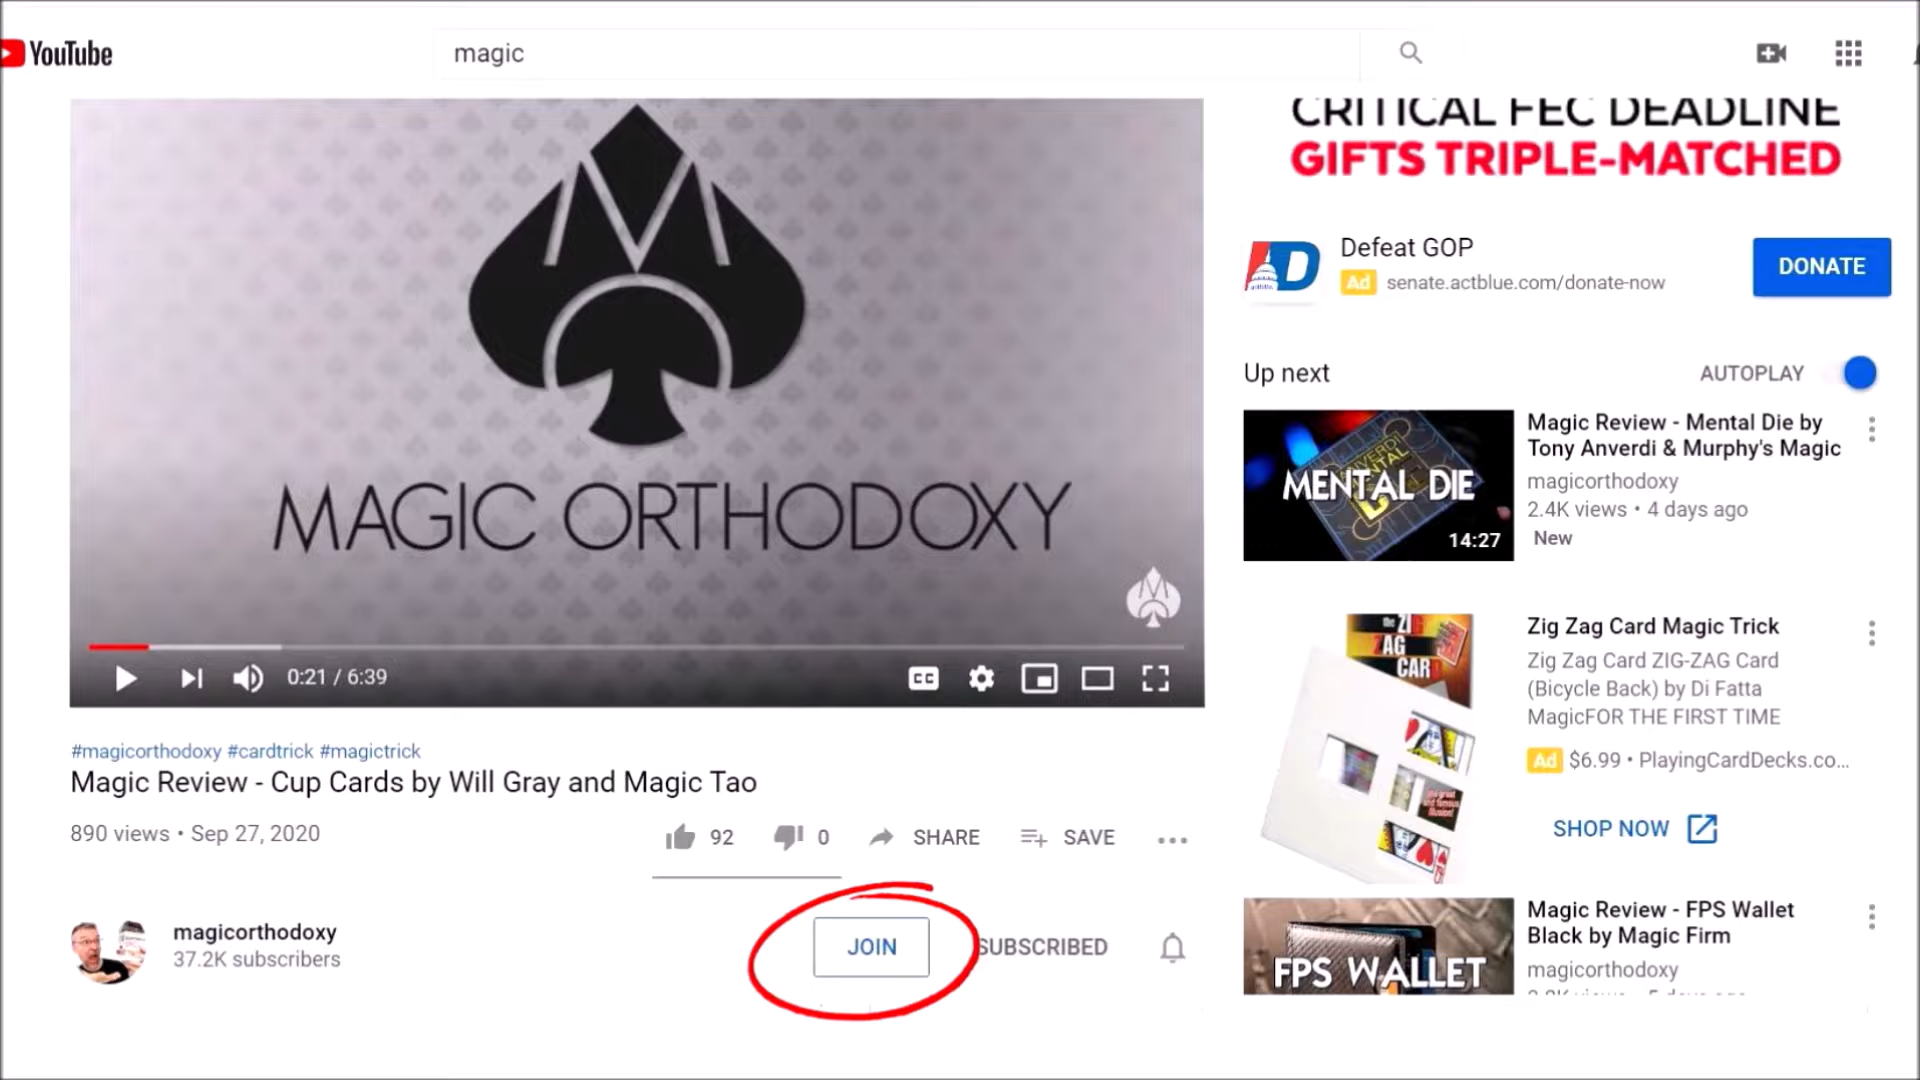 YouTube
magic
MAGIC ORTHODOXY
0:21 / 6:39
CC
#magicorthodoxy #cardtrick #magictrick
Magic Review - Cup Cards by Will Gray and Magic Tao
890 views • Sep 27, 2020
92
0
SHARE
SAVE
magicorthodoxy
37.2K subscribers
JOIN
SUBSCRIBED
CRITICAL FEC DEADLINE
GIFTS TRIPLE-MATCHED
D
Defeat GOP
Ad senate.actblue.com/donate-now
DONATE
Up next
AUTOPLAY
MENTAL DIE
14:27
Magic Review - Mental Die by
Tony Anverdi & Murphy's Magic
magicorthodoxy
2.4K views • 4 days ago
New
the ZIG
ZAG
CARD
Zig Zag Card Magic Trick
Zig Zag Card ZIG-ZAG Card
(Bicycle Back) by Di Fatta
MagicFOR THE FIRST TIME
Ad $6.99 • PlayingCardDecks.co...
SHOP NOW
FPS WALLET
Magic Review - FPS Wallet
Black by Magic Firm
magicorthodoxy